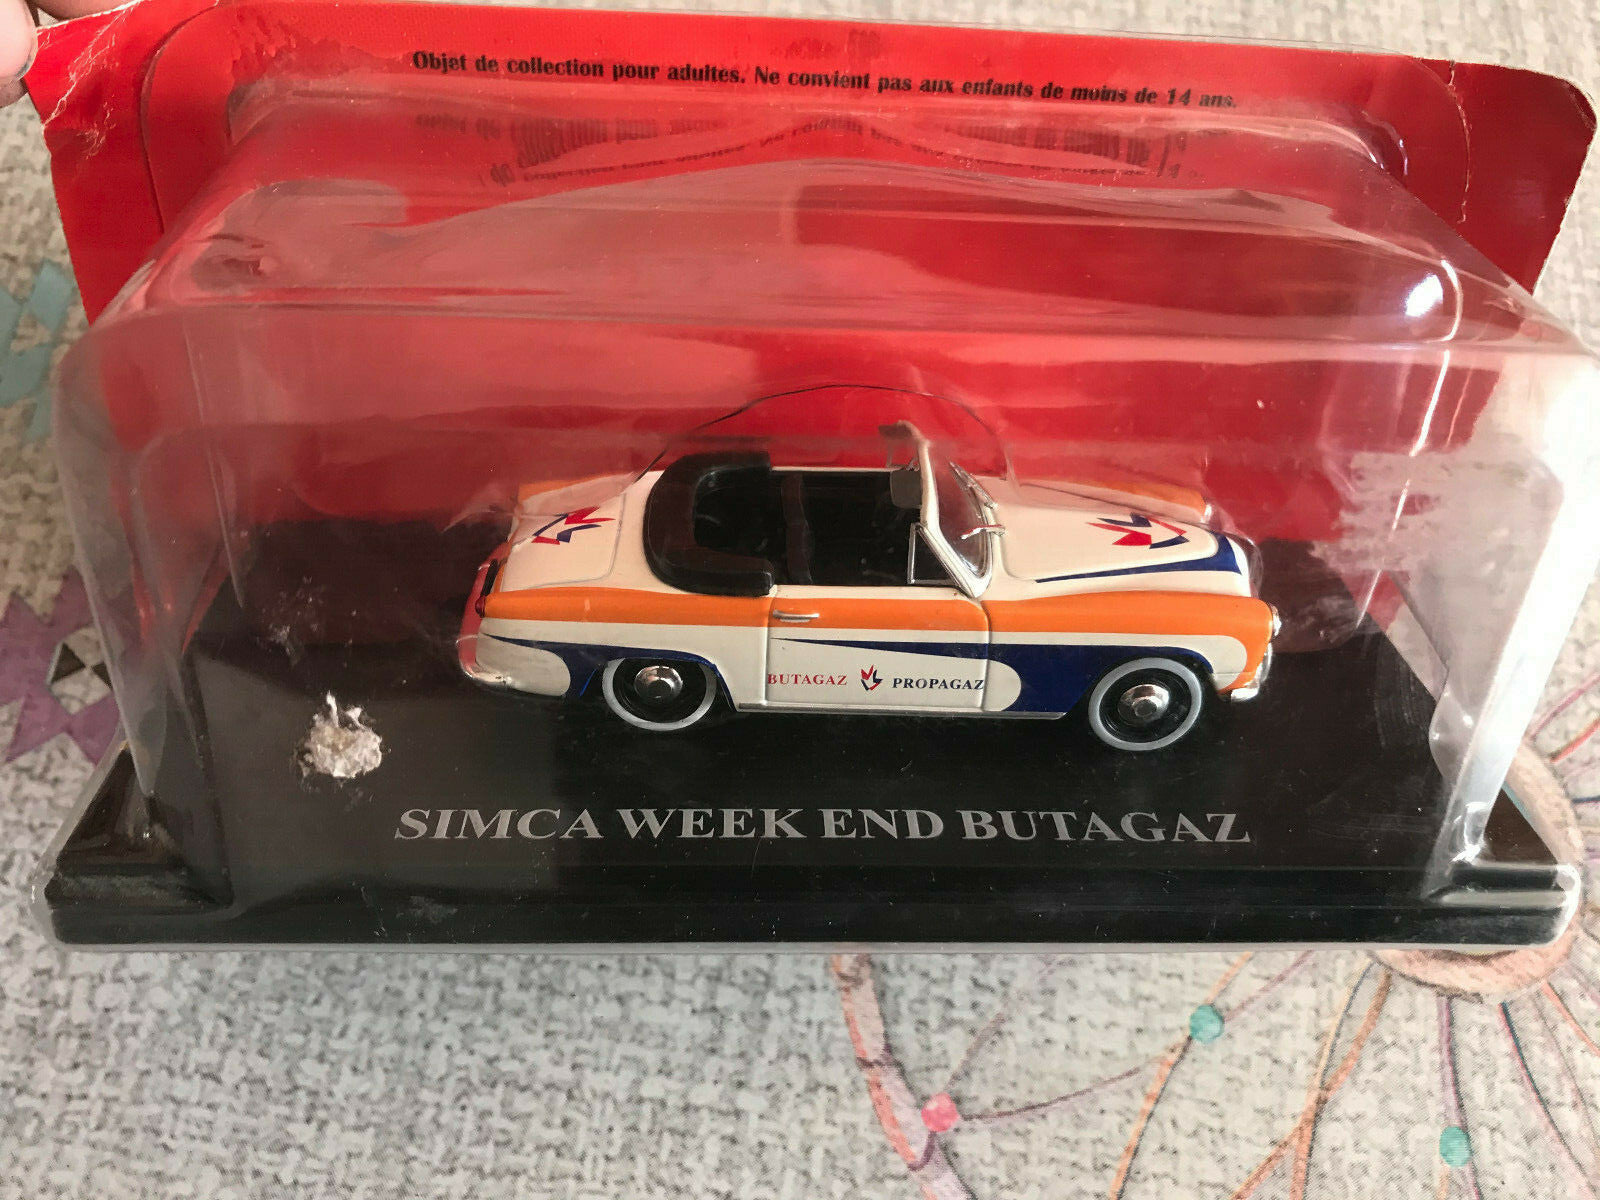 Objet de collection pour adultes. Ne convient pas aux enfants de moins de 14 ans.
BUTAGAZ PROPAGAZ
SIMCA WEEK END BUTAGAZ